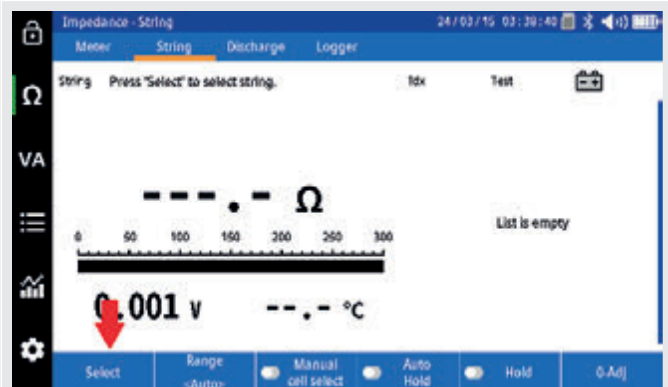 Impedance - String 24/03/15 03:38:40
Meter String Discharge Logger
String Press "Select" to select string. Idx Test
Ω
VA
---.- Ω
List is empty
0 50 100 150 200 250 300
0.001 V --.- °C
Select Range <Auto> Manual cell select Auto Hold Hold 0-Adj